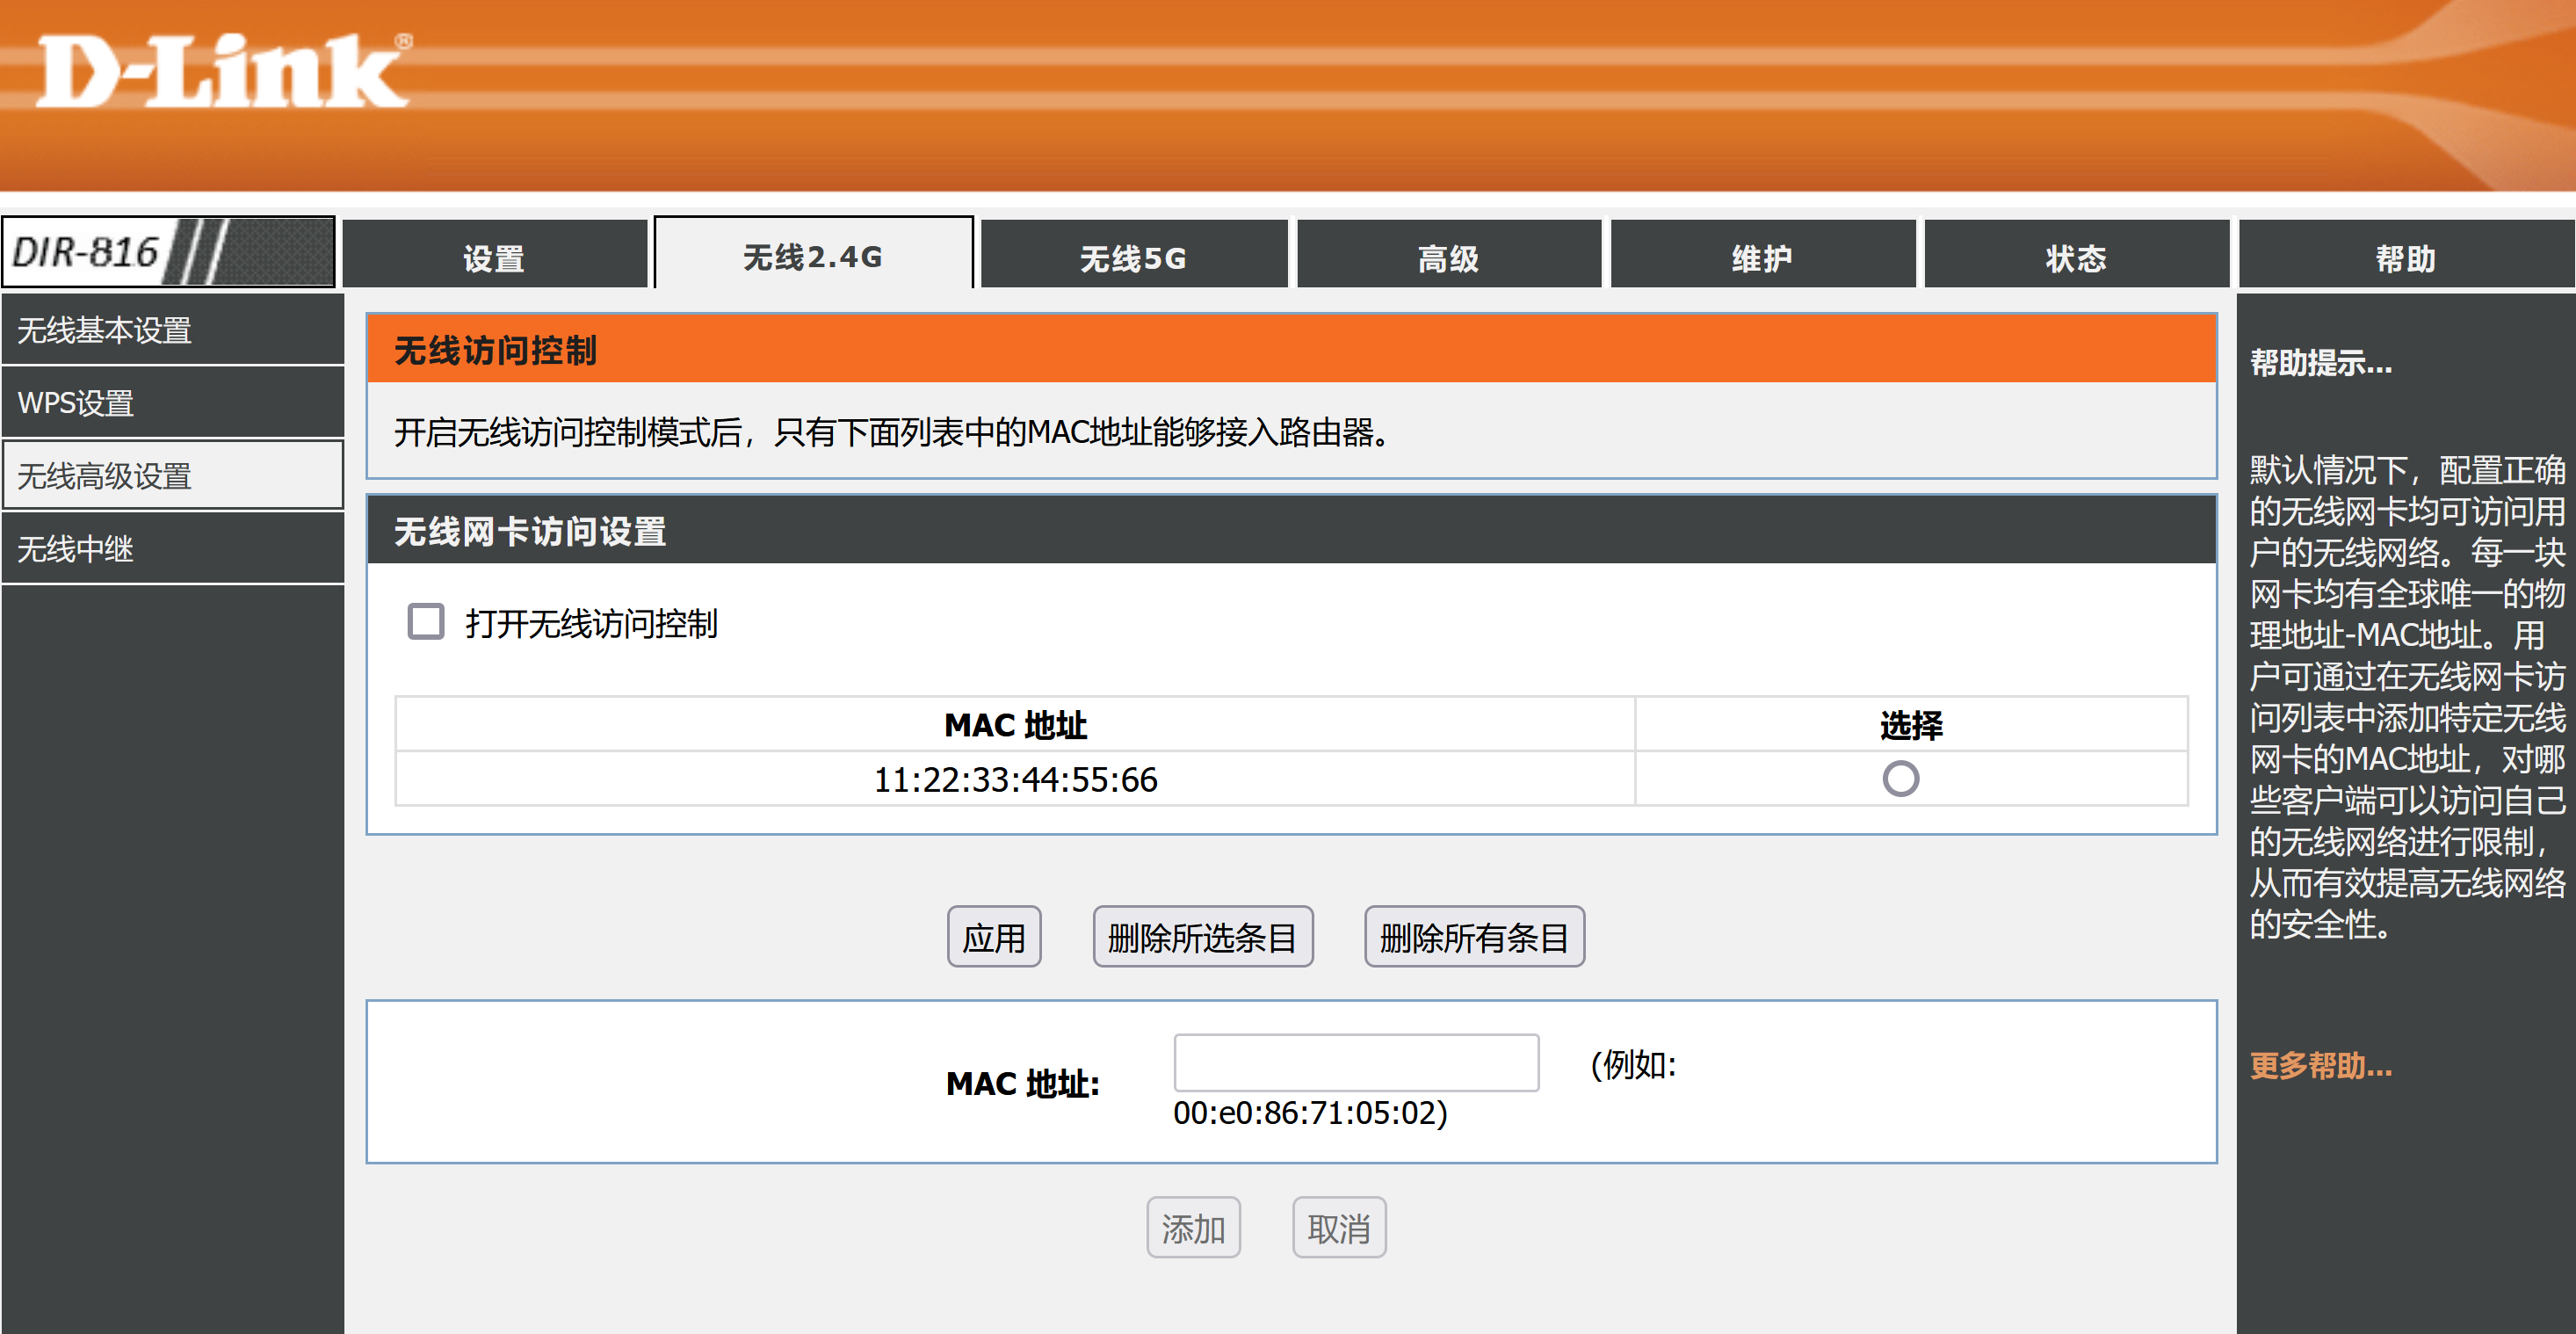 D-Link®
DIR-816
设置
无线2.4G
无线5G
高级
维护
状态
帮助
无线基本设置
WPS设置
无线高级设置
无线中继
无线访问控制
开启无线访问控制模式后，只有下面列表中的MAC地址能够接入路由器。
无线网卡访问设置
打开无线访问控制
MAC 地址
选择
11:22:33:44:55:66
应用
删除所选条目
删除所有条目
MAC 地址:
(例如:
00:e0:86:71:05:02)
添加
取消
帮助提示...
默认情况下，配置正确
的无线网卡均可访问用
户的无线网络。每一块
网卡均有全球唯一的物
理地址-MAC地址。用
户可通过在无线网卡访
问列表中添加特定无线
网卡的MAC地址，对哪
些客户端可以访问自己
的无线网络进行限制，
从而有效提高无线网络
的安全性。
更多帮助...